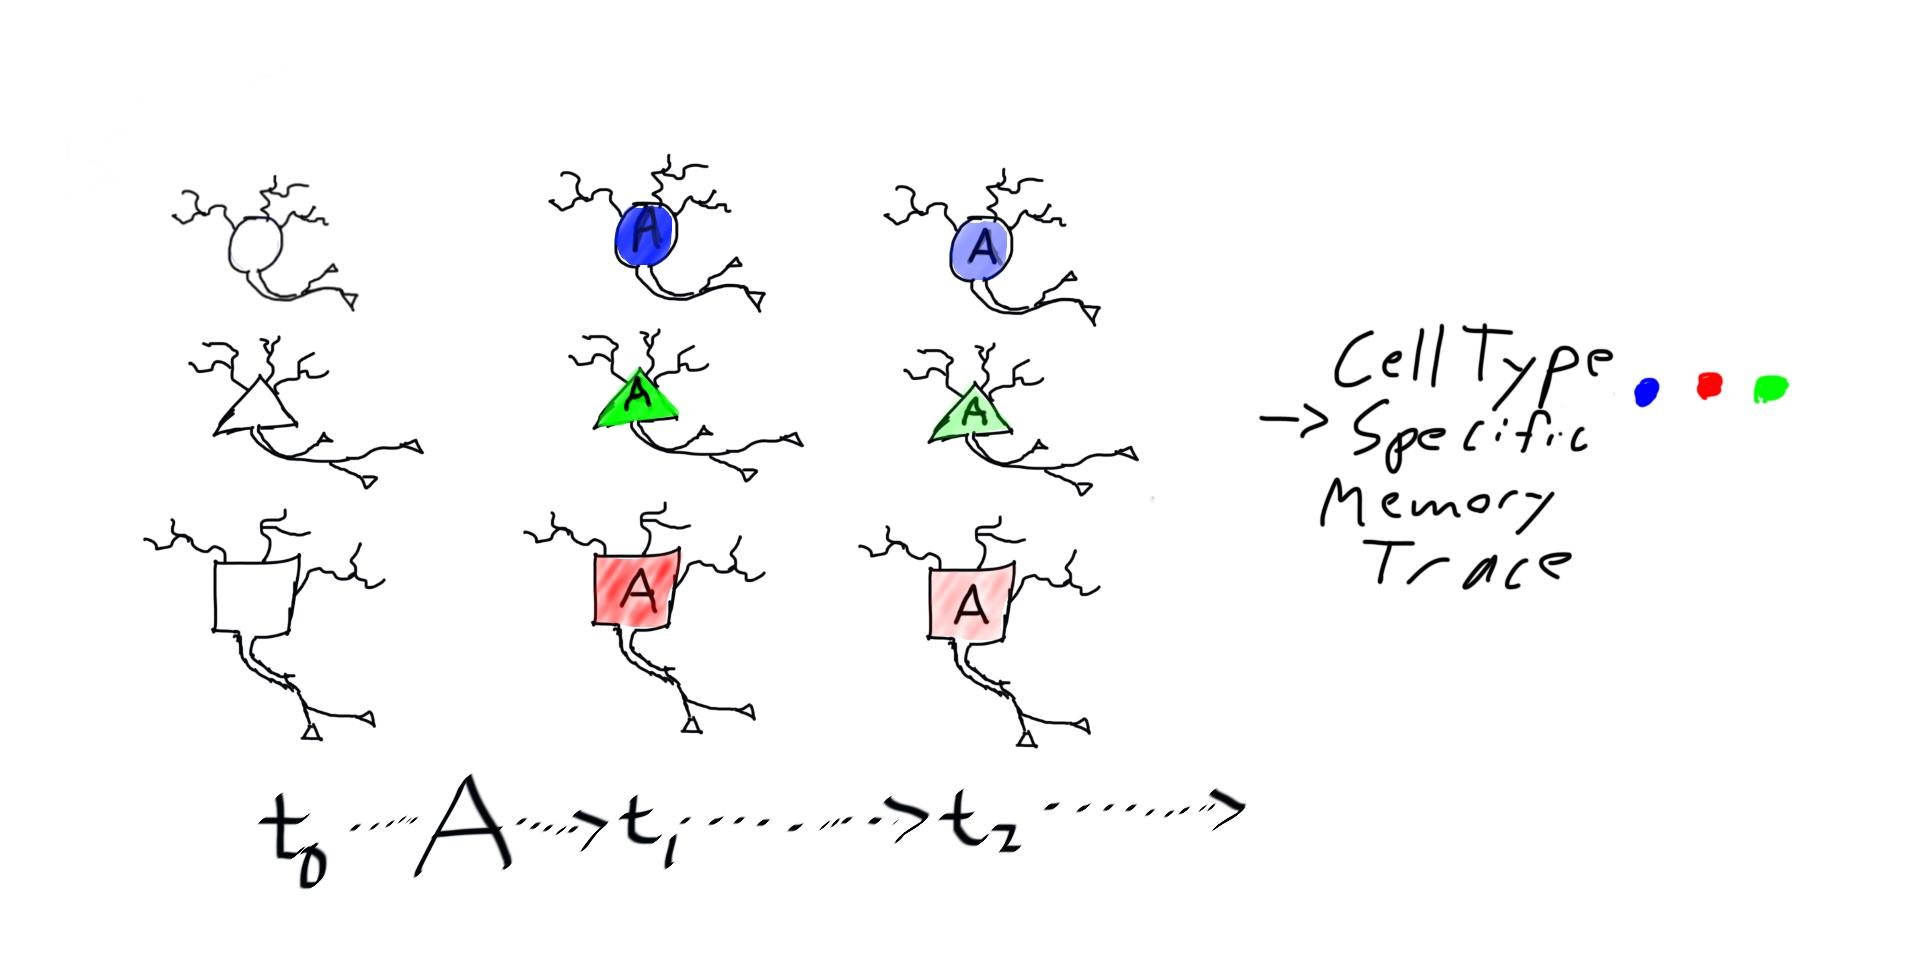 A A
A A
A A
Cell Type
→ Specific
Memory
Trace
t₀ ····· A ····> t₁ ········> t₂ ········>